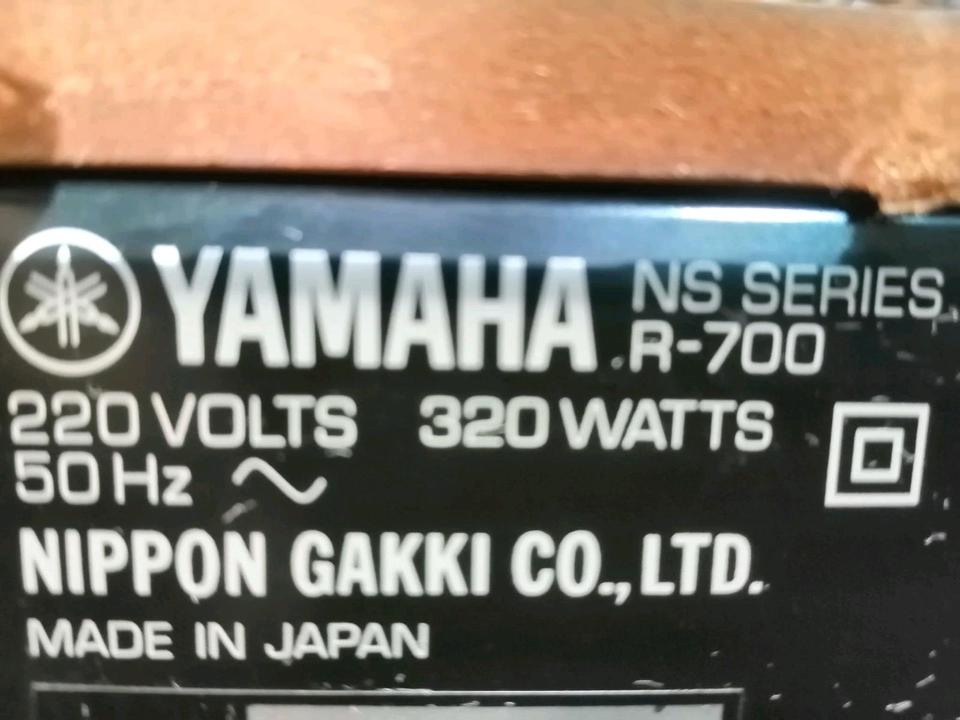 YAMAHA NS SERIES
R-700
220 VOLTS 320 WATTS
50 Hz ~
NIPPON GAKKI CO., LTD.
MADE IN JAPAN